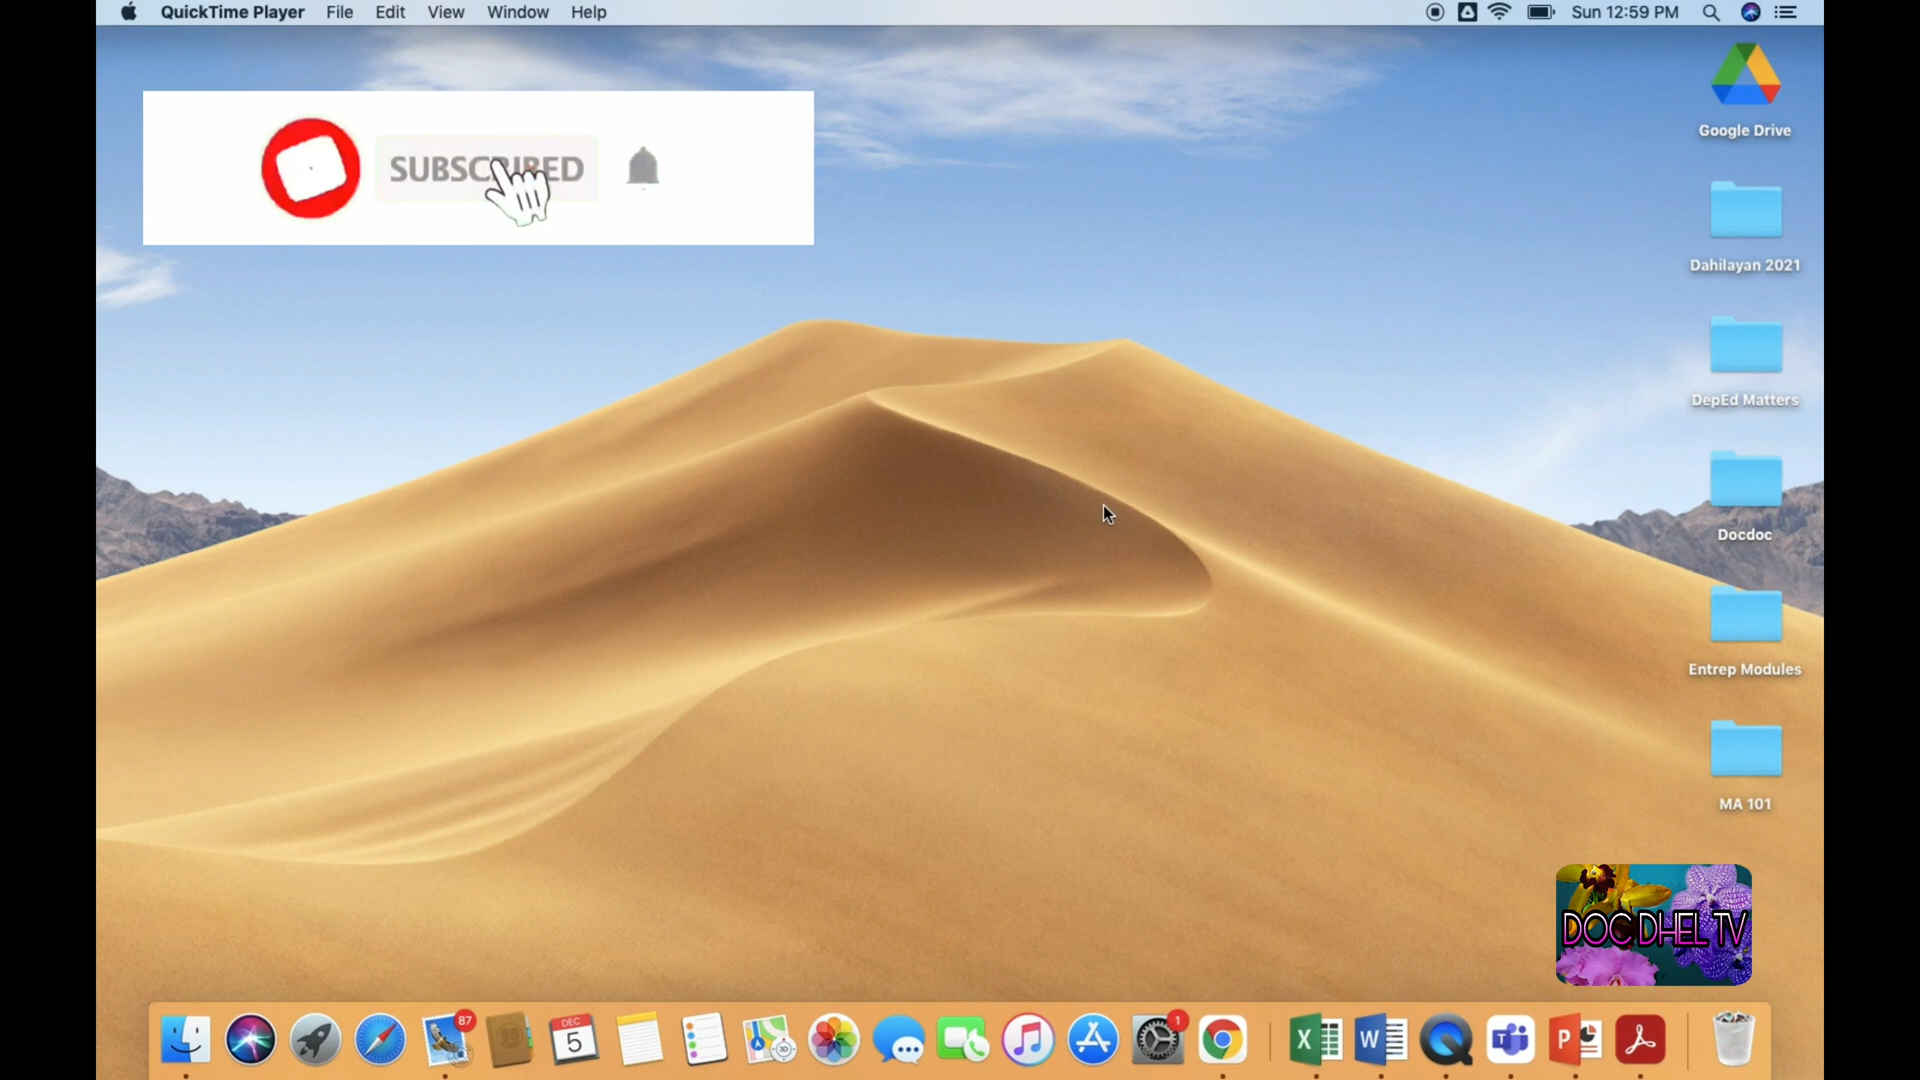 QuickTime Player File Edit View Window Help Sun 12:59 PM
SUBSCRIBED
Google Drive
Dahilayan 2021
DepEd Matters
Docdoc
Entrep Modules
MA 101
DOC DHEL TV
87
DEC
5
3D
1
X
W
T
P